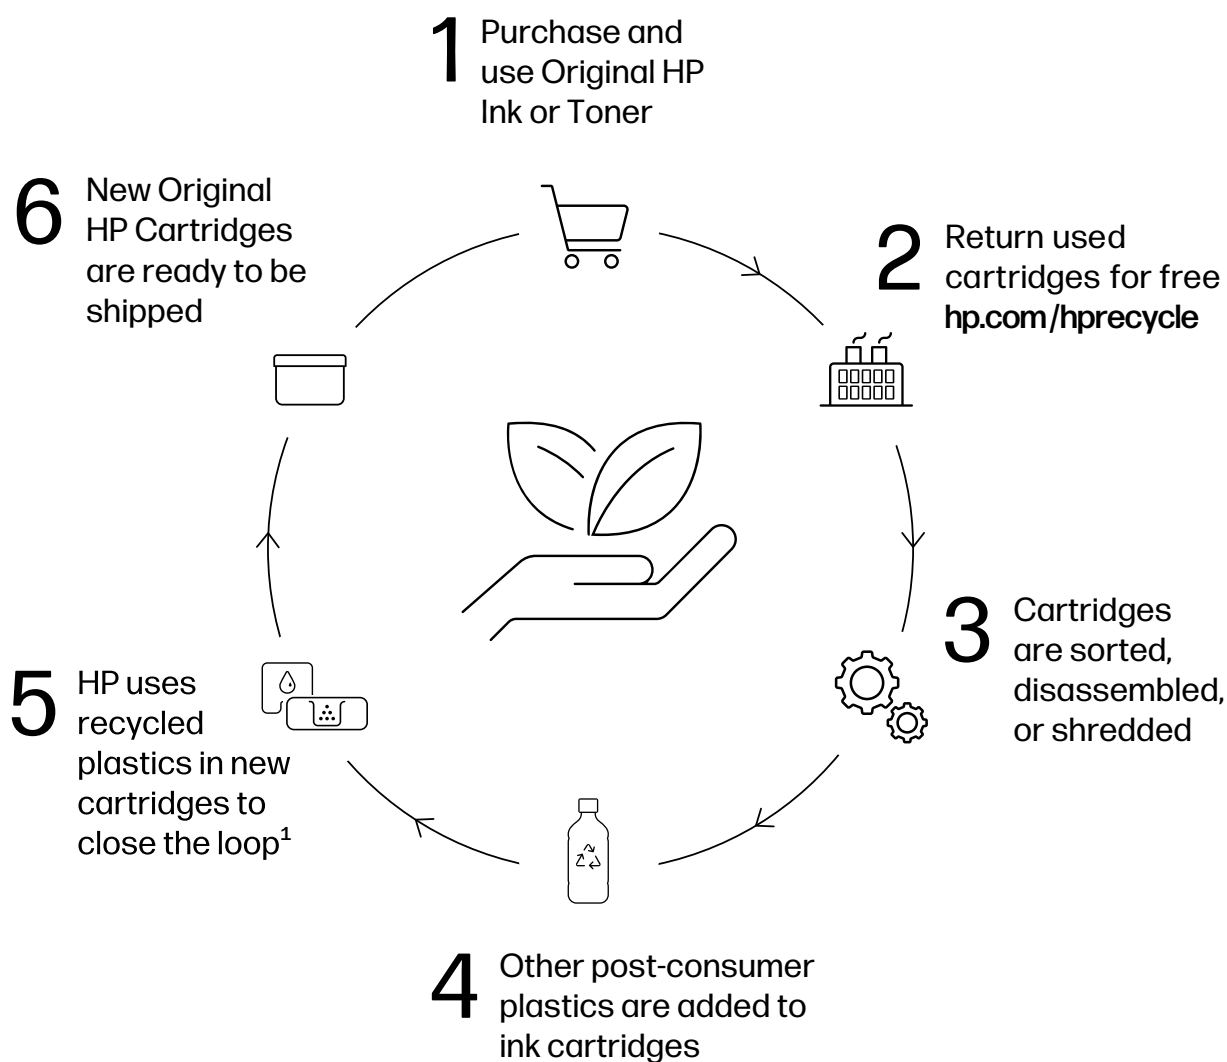 1
Purchase and
use Original HP
Ink or Toner
2
Return used
cartridges for free
hp.com/hprecycle
3
Cartridges
are sorted,
disassembled,
or shredded
4
Other post-consumer
plastics are added to
ink cartridges
5
HP uses
recycled
plastics in new
cartridges to
close the loop¹
6
New Original
HP Cartridges
are ready to be
shipped